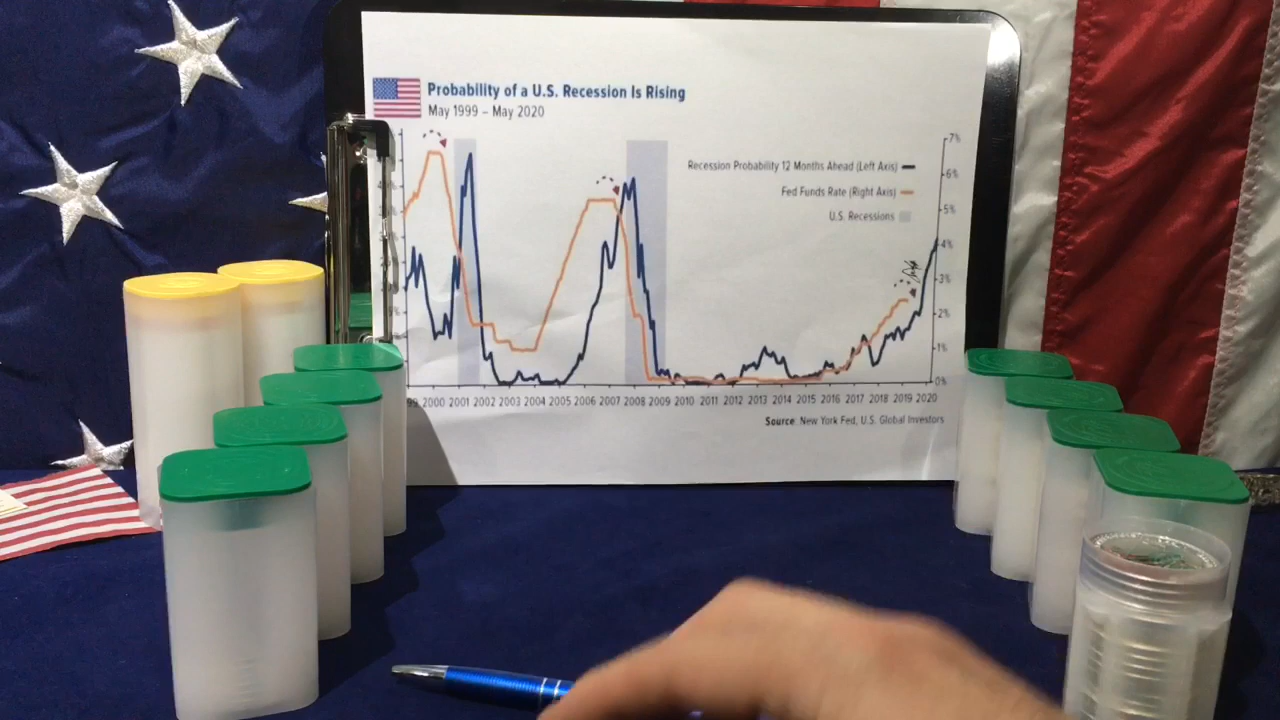 Probability of a U.S. Recession Is Rising
May 1999 – May 2020
7%
Recession Probability 12 Months Ahead (Left Axis)
6%
Fed Funds Rate (Right Axis)
U.S. Recessions
5%
4%
3%
2%
1%
0%
99 2000 2001 2002 2003 2004 2005 2006 2007 2008 2009 2010 2011 2012 2013 2014 2015 2016 2017 2018 2019 2020
Source: New York Fed, U.S. Global Investors